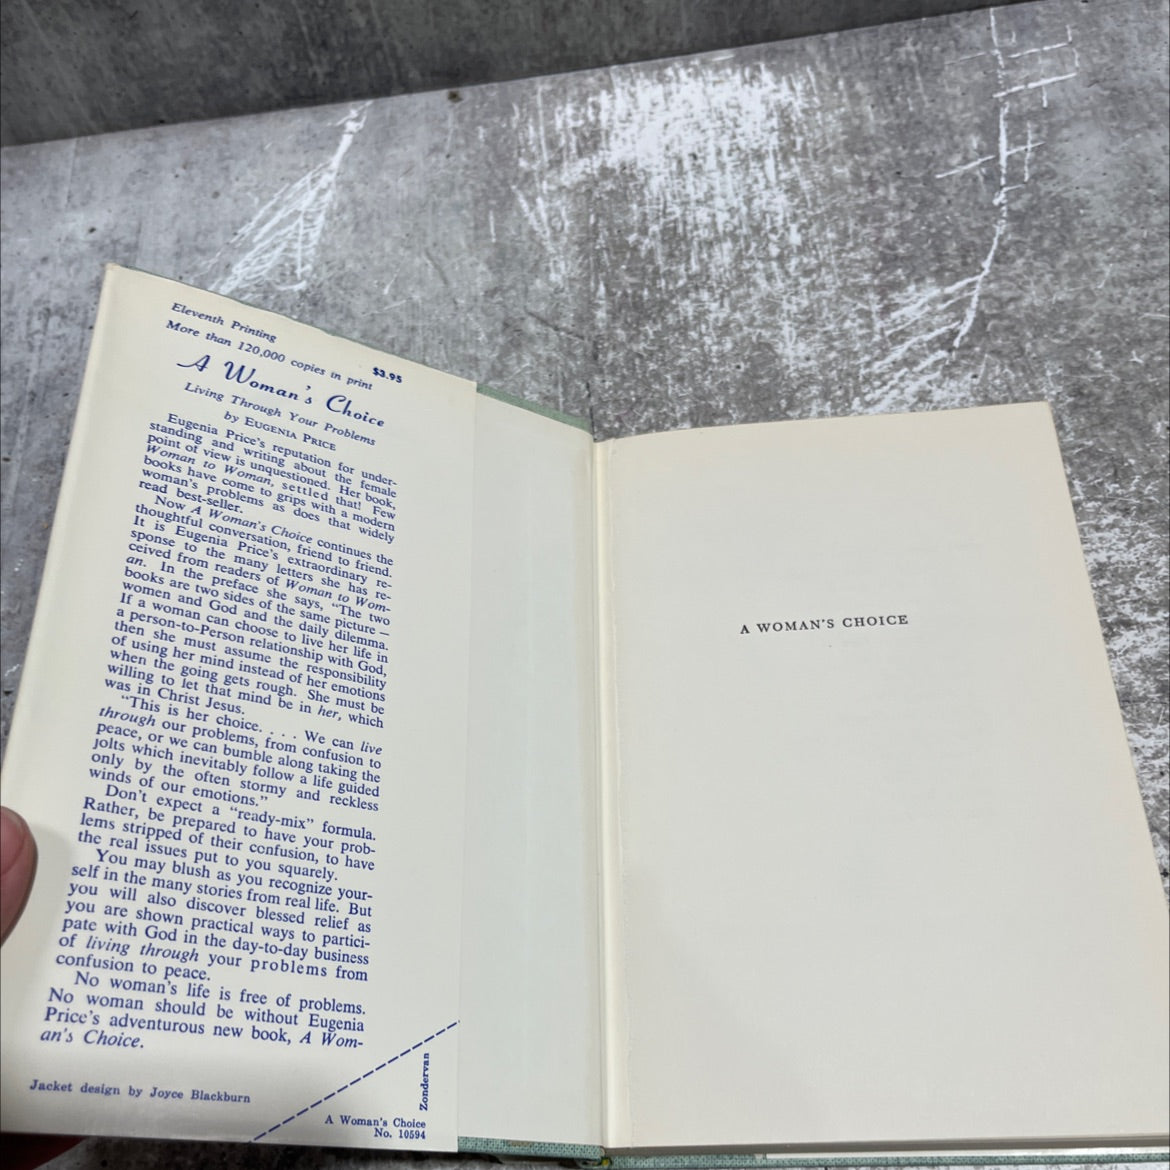 Eleventh Printing
More than 120,000 copies in print
$3.95
A Woman's Choice
Living Through Your Problems
by EUGENIA PRICE
Eugenia Price's reputation for under-
standing and writing about the female
point of view is unquestioned. Her book,
Woman to Woman, settled that! Few
books have come to grips with a modern
woman's problems as does that widely
read best-seller.
Now A Woman's Choice continues the
thoughtful conversation, friend to friend.
It is Eugenia Price's extraordinary re-
sponse to the many letters she has re-
ceived from readers of Woman to Wom-
an. In the preface she says, "The two
books are two sides of the same picture —
women and God and the daily dilemma.
If a woman can choose to live her life in
a person-to-Person relationship with God,
then she must assume the responsibility
of using her mind instead of her emotions
when the going gets rough. She must be
willing to let that mind be in her, which
was in Christ Jesus.
"This is her choice. . . . We can live
through our problems, from confusion to
peace, or we can bumble along taking the
jolts which inevitably follow a life guided
only by the often stormy and reckless
winds of our emotions."
Don't expect a "ready-mix" formula.
Rather, be prepared to have your prob-
lems stripped of their confusion, to have
the real issues put to you squarely.
You may blush as you recognize your-
self in the many stories from real life. But
you will also discover blessed relief as
you are shown practical ways to partici-
pate with God in the day-to-day business
of living through your problems from
confusion to peace.
No woman's life is free of problems.
No woman should be without Eugenia
Price's adventurous new book, A Wom-
an's Choice.
Jacket design by Joyce Blackburn
Zondervan
A Woman's Choice
No. 10594
A WOMAN'S CHOICE